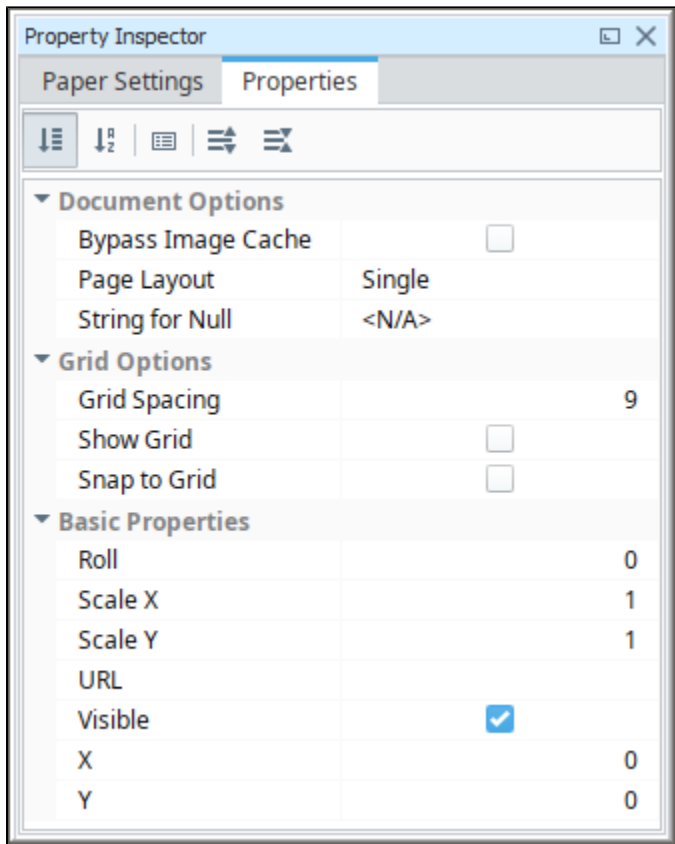 Property Inspector
Paper Settings Properties
Document Options
Bypass Image Cache
Page Layout Single
String for Null <N/A>
Grid Options
Grid Spacing 9
Show Grid
Snap to Grid
Basic Properties
Roll 0
Scale X 1
Scale Y 1
URL
Visible
X 0
Y 0